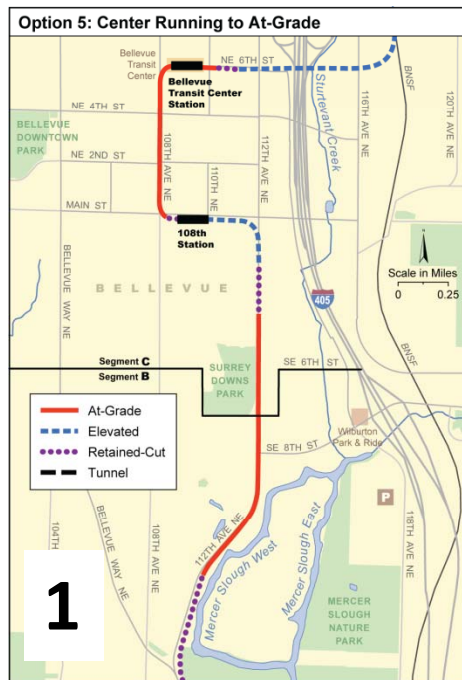 Option 5: Center Running to At-Grade
Bellevue
Transit
Center
NE 6TH ST
Bellevue
Transit Center
Station
Sturtevant Creek
BNSF
NE 4TH ST
BELLEVUE
DOWNTOWN
PARK
108TH AVE NE
112TH AVE NE
116TH AVE NE
120TH AVE NE
NE 2ND ST
110TH AVE NE
MAIN ST
108th
Station
Scale in Miles
0 0.25
BELLEVUE WAY NE
BELLEVUE
405
BNSF
Segment C
Segment B
SURREY
DOWNS
PARK
SE 6TH ST
At-Grade
Elevated
Retained-Cut
Tunnel
Wilburton
Park & Ride
SE 8TH ST
P
104TH AVE NE
BELLEVUE WAY NE
108TH AVE NE
112TH AVE NE
Mercer Slough West
Mercer Slough East
118TH AVE NE
MERCER
SLOUGH
NATURE
PARK
1